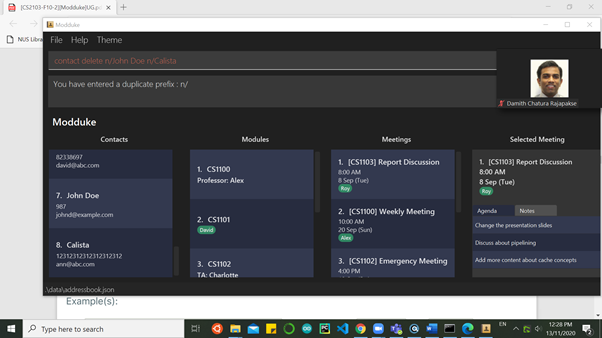 [CS2103-F10-2][Modduke]UG.pd
NUS Libra
Modduke
File Help Theme
contact delete n/John Doe n/Calista
You have entered a duplicate prefix : n/
Damith Chatura Rajapakse
Modduke
Contacts
82338697
david@abc.com
7. John Doe
987
johnd@example.com
8. Calista
12312312312312312312
ann@abc.com
Modules
1. CS1100
Professor: Alex
2. CS1101
David
3. CS1102
TA: Charlotte
Meetings
1. [CS1103] Report Discussion
8:00 AM
8 Sep (Tue)
Roy
2. [CS1100] Weekly Meeting
10:00 AM
20 Sep (Sun)
Alex
3. [CS1102] Emergency Meeting
4:00 PM
Selected Meeting
1. [CS1103] Report Discussion
8:00 AM
8 Sep (Tue)
Roy
Agenda Notes
Change the presentation slides
Discuss about pipelining
Add more content about cache concepts
.\data\addressbook.json
Example(s):
Type here to search
ENG
12:28 PM
13/11/2020